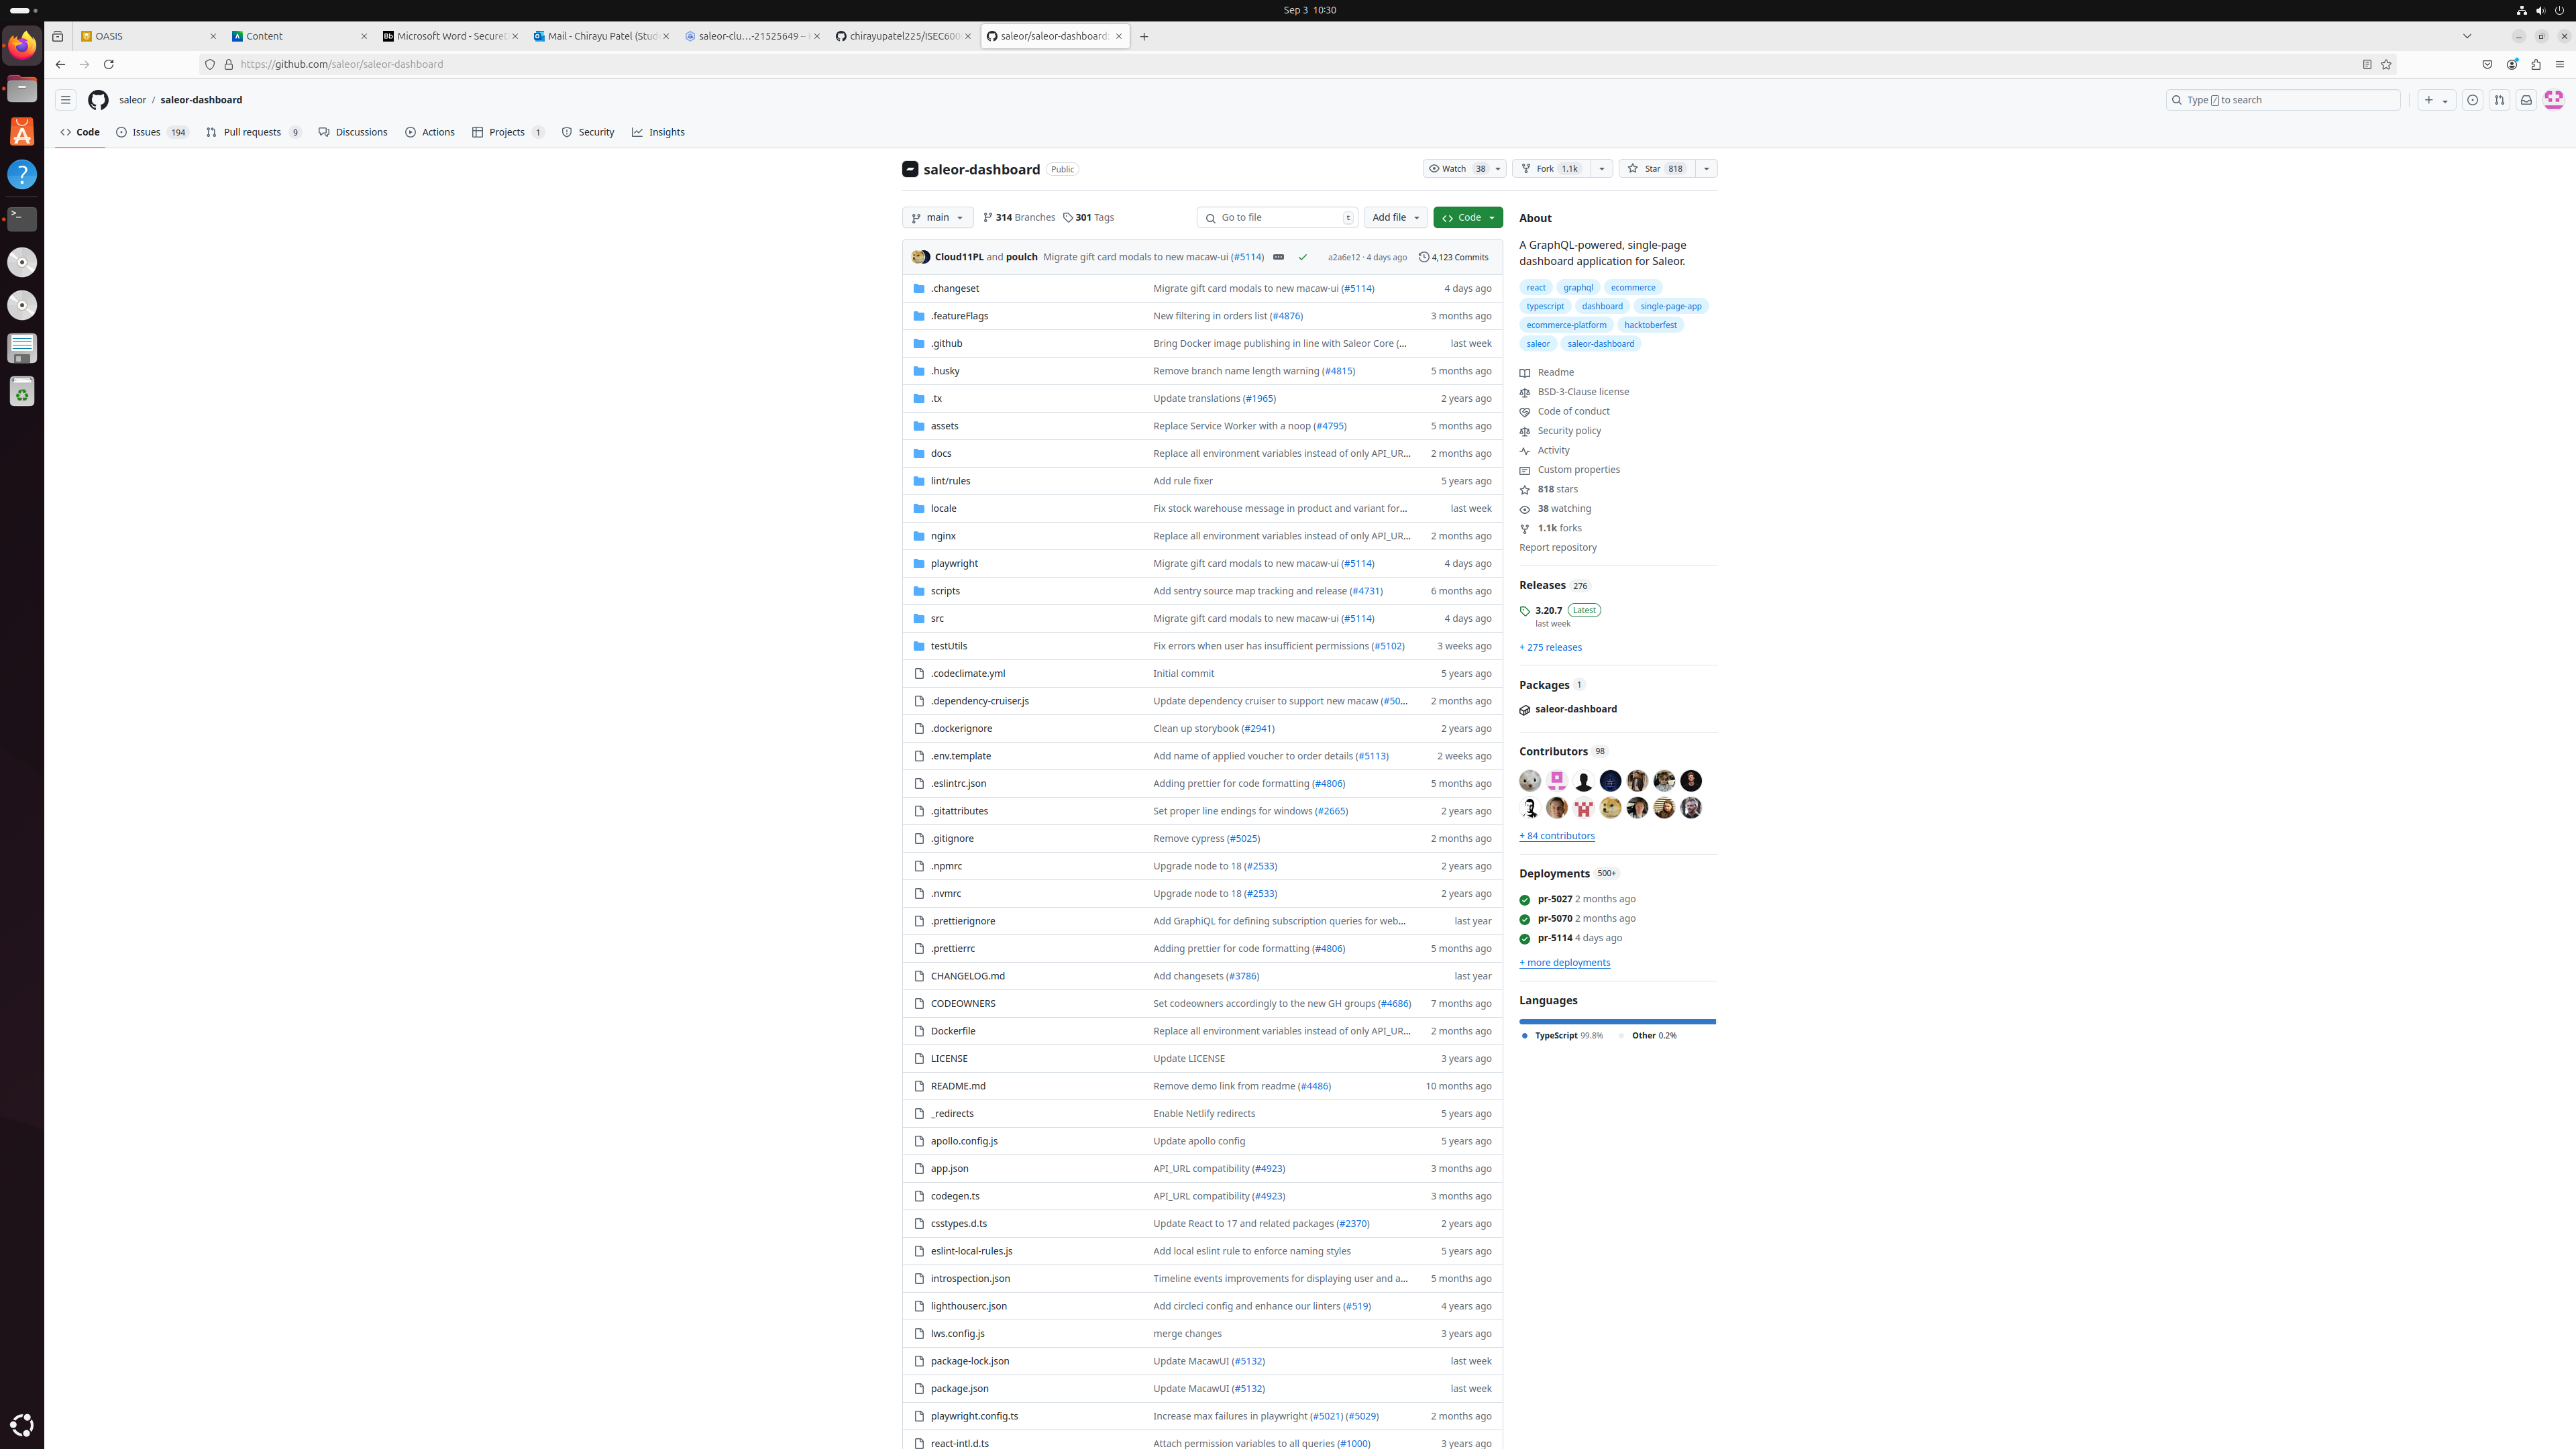 Sep 3 10:30
OASIS
Content
Microsoft Word - SecureD
Mail - Chirayu Patel (Stud
saleor-clu…-21525649 –
chirayupatel225/ISEC600
saleor/saleor-dashboard:
https://github.com/saleor/saleor-dashboard
saleor / saleor-dashboard
Type / to search
Code
Issues 194
Pull requests 9
Discussions
Actions
Projects 1
Security
Insights
saleor-dashboard Public
Watch 38
Fork 1.1k
Star 818
main
314 Branches
301 Tags
Go to file t
Add file
Code
Cloud11PL and poulch Migrate gift card modals to new macaw-ui (#5114) a2a6e12 · 4 days ago 4,123 Commits
.changeset Migrate gift card modals to new macaw-ui (#5114) 4 days ago
.featureFlags New filtering in orders list (#4876) 3 months ago
.github Bring Docker image publishing in line with Saleor Core (… last week
.husky Remove branch name length warning (#4815) 5 months ago
.tx Update translations (#1965) 2 years ago
assets Replace Service Worker with a noop (#4795) 5 months ago
docs Replace all environment variables instead of only API_UR… 2 months ago
lint/rules Add rule fixer 5 years ago
locale Fix stock warehouse message in product and variant for… last week
nginx Replace all environment variables instead of only API_UR… 2 months ago
playwright Migrate gift card modals to new macaw-ui (#5114) 4 days ago
scripts Add sentry source map tracking and release (#4731) 6 months ago
src Migrate gift card modals to new macaw-ui (#5114) 4 days ago
testUtils Fix errors when user has insufficient permissions (#5102) 3 weeks ago
.codeclimate.yml Initial commit 5 years ago
.dependency-cruiser.js Update dependency cruiser to support new macaw (#50… 2 months ago
.dockerignore Clean up storybook (#2941) 2 years ago
.env.template Add name of applied voucher to order details (#5113) 2 weeks ago
.eslintrc.json Adding prettier for code formatting (#4806) 5 months ago
.gitattributes Set proper line endings for windows (#2665) 2 years ago
.gitignore Remove cypress (#5025) 2 months ago
.npmrc Upgrade node to 18 (#2533) 2 years ago
.nvmrc Upgrade node to 18 (#2533) 2 years ago
.prettierignore Add GraphiQL for defining subscription queries for web… last year
.prettierrc Adding prettier for code formatting (#4806) 5 months ago
CHANGELOG.md Add changesets (#3786) last year
CODEOWNERS Set codeowners accordingly to the new GH groups (#4686) 7 months ago
Dockerfile Replace all environment variables instead of only API_UR… 2 months ago
LICENSE Update LICENSE 3 years ago
README.md Remove demo link from readme (#4486) 10 months ago
_redirects Enable Netlify redirects 5 years ago
apollo.config.js Update apollo config 5 years ago
app.json API_URL compatibility (#4923) 3 months ago
codegen.ts API_URL compatibility (#4923) 3 months ago
csstypes.d.ts Update React to 17 and related packages (#2370) 2 years ago
eslint-local-rules.js Add local eslint rule to enforce naming styles 5 years ago
introspection.json Timeline events improvements for displaying user and a… 5 months ago
lighthouserc.json Add circleci config and enhance our linters (#519) 4 years ago
lws.config.js merge changes 3 years ago
package-lock.json Update MacawUI (#5132) last week
package.json Update MacawUI (#5132) last week
playwright.config.ts Increase max failures in playwright (#5021) (#5029) 2 months ago
react-intl.d.ts Attach permission variables to all queries (#1000) 3 years ago
About
A GraphQL-powered, single-page
dashboard application for Saleor.
react graphql ecommerce
typescript dashboard single-page-app
ecommerce-platform hacktoberfest
saleor saleor-dashboard
Readme
BSD-3-Clause license
Code of conduct
Security policy
Activity
Custom properties
818 stars
38 watching
1.1k forks
Report repository
Releases 276
3.20.7 Latest
last week
+ 275 releases
Packages 1
saleor-dashboard
Contributors 98
+ 84 contributors
Deployments 500+
pr-5027 2 months ago
pr-5070 2 months ago
pr-5114 4 days ago
+ more deployments
Languages
TypeScript 99.8% Other 0.2%